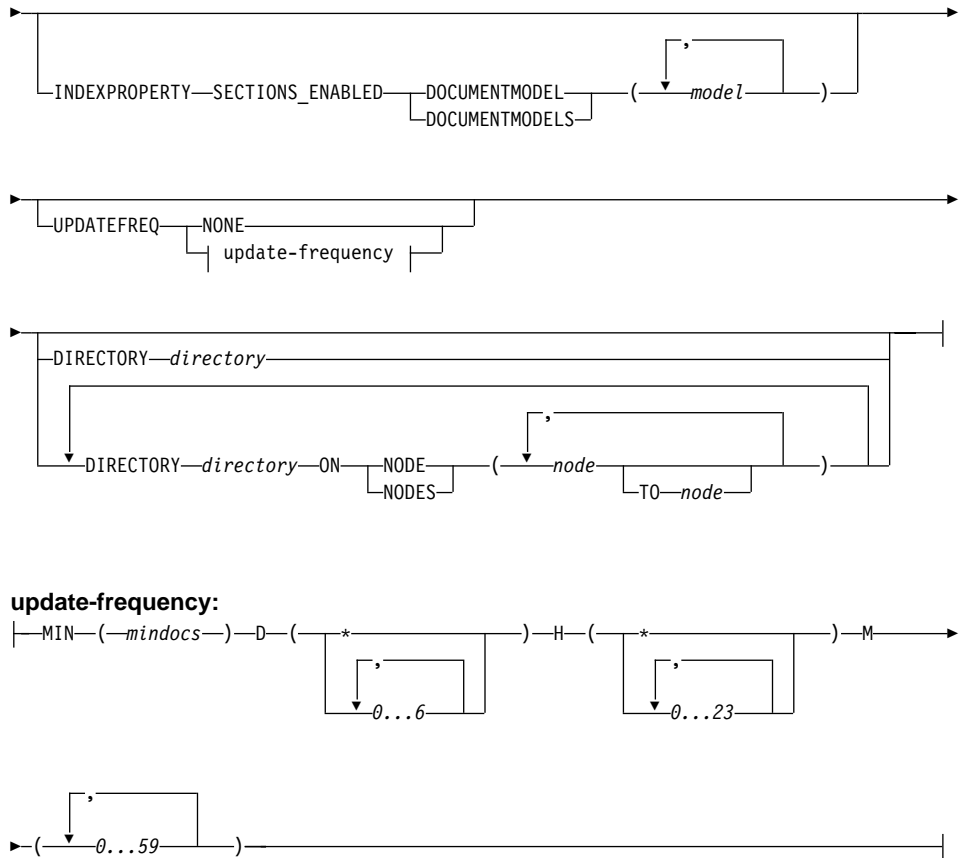 ,
INDEXPROPERTY SECTIONS_ENABLED DOCUMENTMODEL ( model )
DOCUMENTMODELS
UPDATEFREQ NONE
update-frequency
DIRECTORY directory
,
DIRECTORY directory ON NODE ( node )
NODES TO node
update-frequency:
MIN ( mindocs ) D ( * ) H ( * ) M
, ,
0...6 0...23
,
( 0...59 )